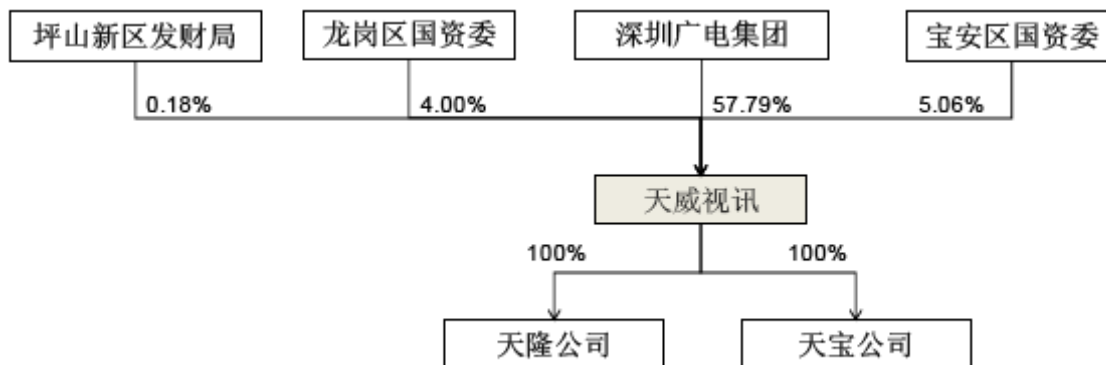 坪山新区发财局
龙岗区国资委
深圳广电集团
宝安区国资委
0.18%
4.00%
57.79%
5.06%
天威视讯
100%
100%
天隆公司
天宝公司